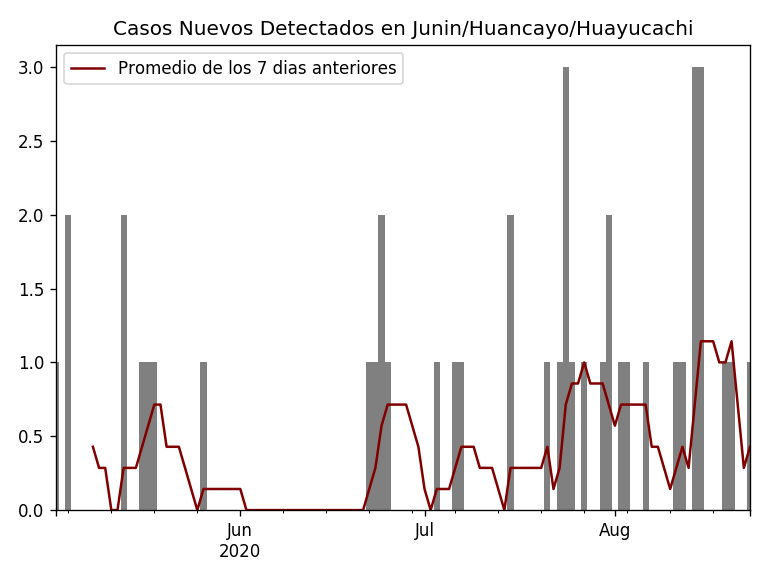 Casos Nuevos Detectados en Junin/Huancayo/Huayucachi
Promedio de los 7 dias anteriores
3.0
2.5
2.0
1.5
1.0
0.5
0.0
Jun
2020
Jul
Aug